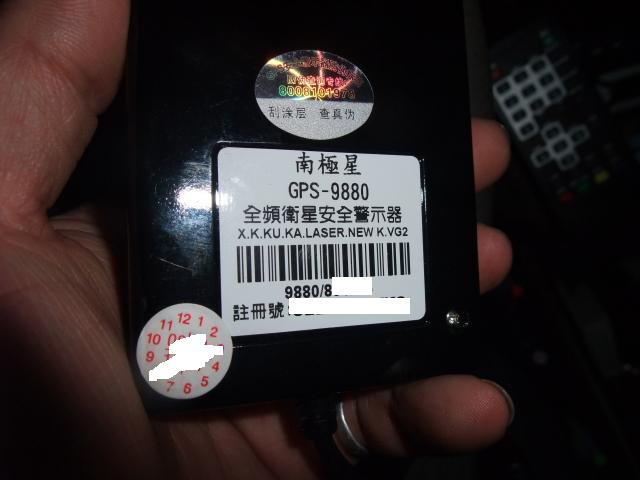 8008101678
刮涂层 查真伪
南極星
GPS-9880
全頻衛星安全警示器
X.K.KU.KA.LASER.NEW K.VG2
9880/8
註冊號:
11 12 1
10 2
9
7 6 5